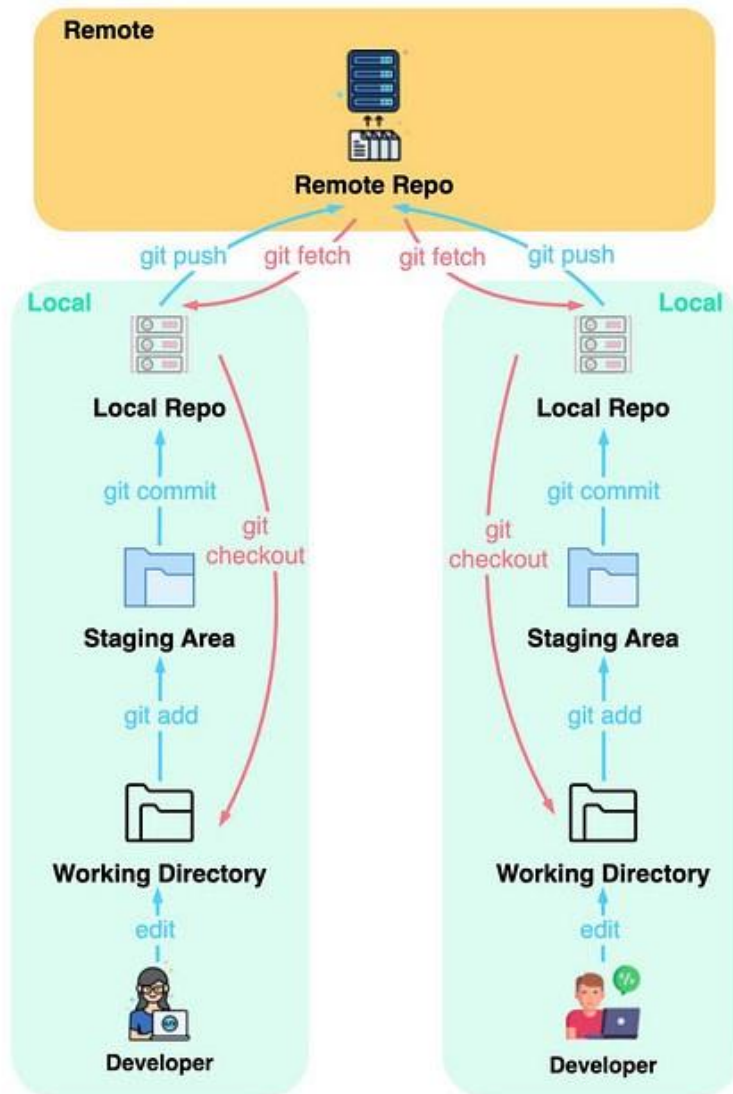 Remote
Remote Repo
git push
git fetch
git fetch
git push
Local
Local
Local Repo
Local Repo
git commit
git commit
git
checkout
git
checkout
Staging Area
Staging Area
git add
git add
Working Directory
Working Directory
edit
edit
Developer
Developer